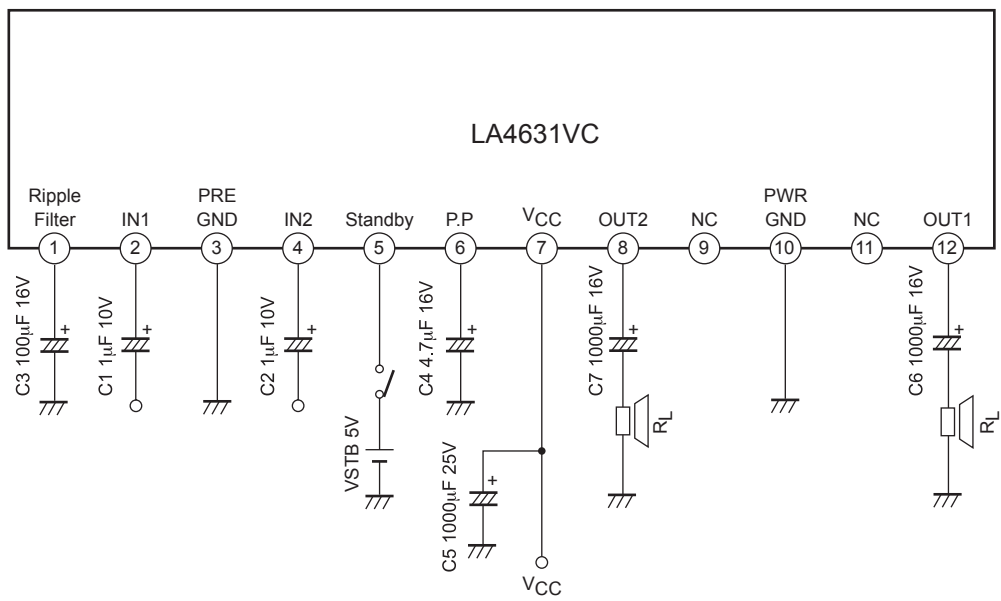 LA4631VC
Ripple
Filter
IN1
PRE
GND
IN2
Standby
P.P
VCC
OUT2
NC
PWR
GND
NC
OUT1
1
2
3
4
5
6
7
8
9
10
11
12
C3 100µF 16V
+
C1 1µF 10V
+
C2 1µF 10V
+
VSTB 5V
C4 4.7µF 16V
+
C5 1000µF 25V
+
VCC
C7 1000µF 16V
+
RL
C6 1000µF 16V
+
RL